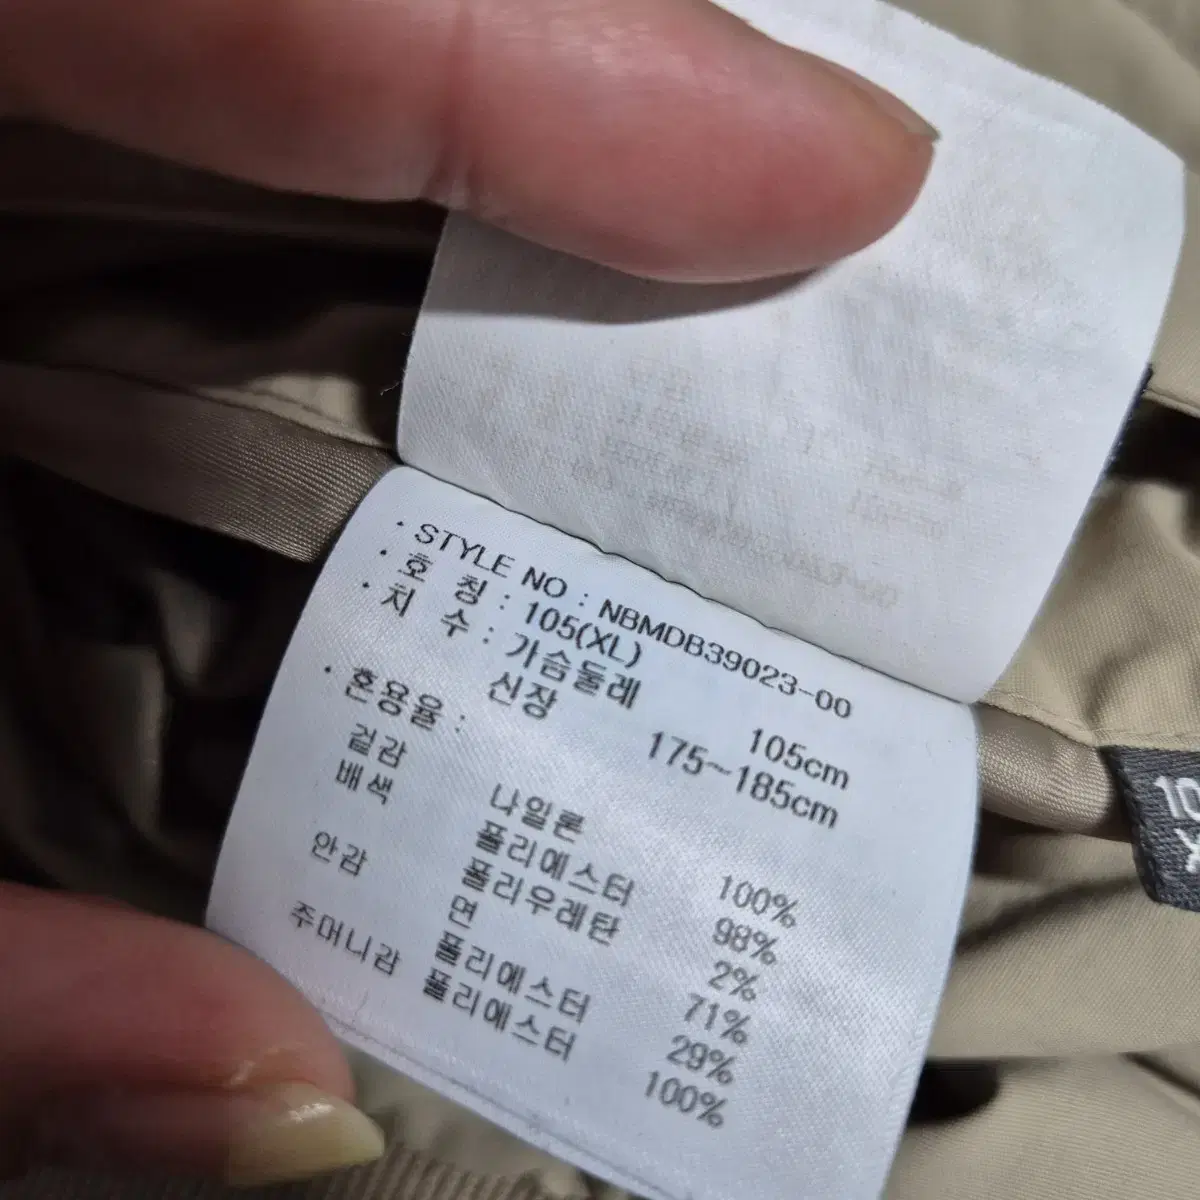 · STYLE NO : NBMDB39023-00
· 호 칭 : 105(XL)
· 치 수 : 가슴둘레 105cm
신장 175~185cm
· 혼용율 :
겉감 나일론 100%
배색 폴리에스터 98%
폴리우레탄 2%
안감 면 71%
폴리에스터 29%
주머니감 폴리에스터 100%
10